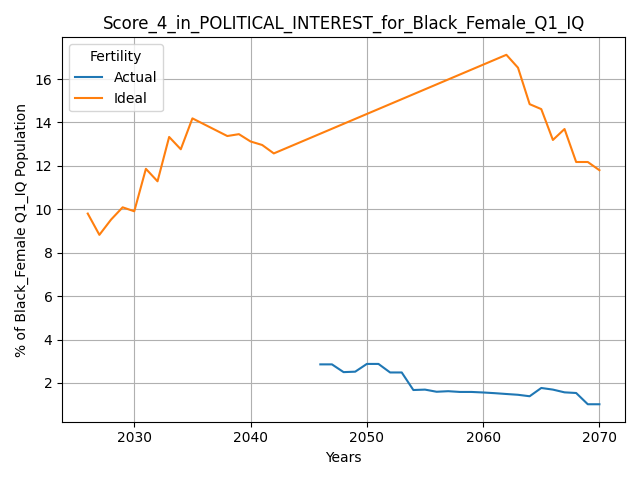 Score_4_in_POLITICAL_INTEREST_for_Black_Female_Q1_IQ
Fertility
Actual
Ideal
% of Black_Female Q1_IQ Population
16
14
12
10
8
6
4
2
2030
2040
2050
2060
2070
Years